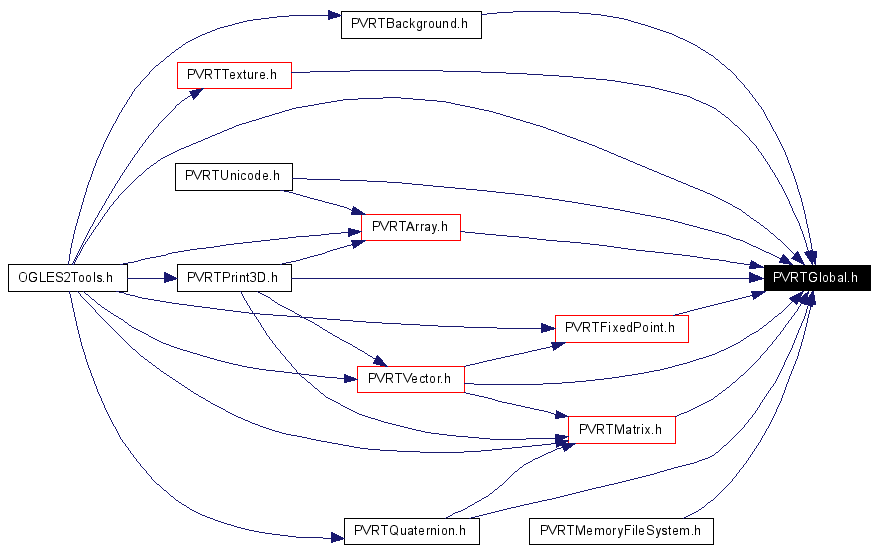 PVRTBackground.h
PVRTTexture.h
PVRTUnicode.h
PVRTArray.h
OGLES2Tools.h
PVRTPrint3D.h
PVRTGlobal.h
PVRTFixedPoint.h
PVRTVector.h
PVRTMatrix.h
PVRTQuaternion.h
PVRTMemoryFileSystem.h